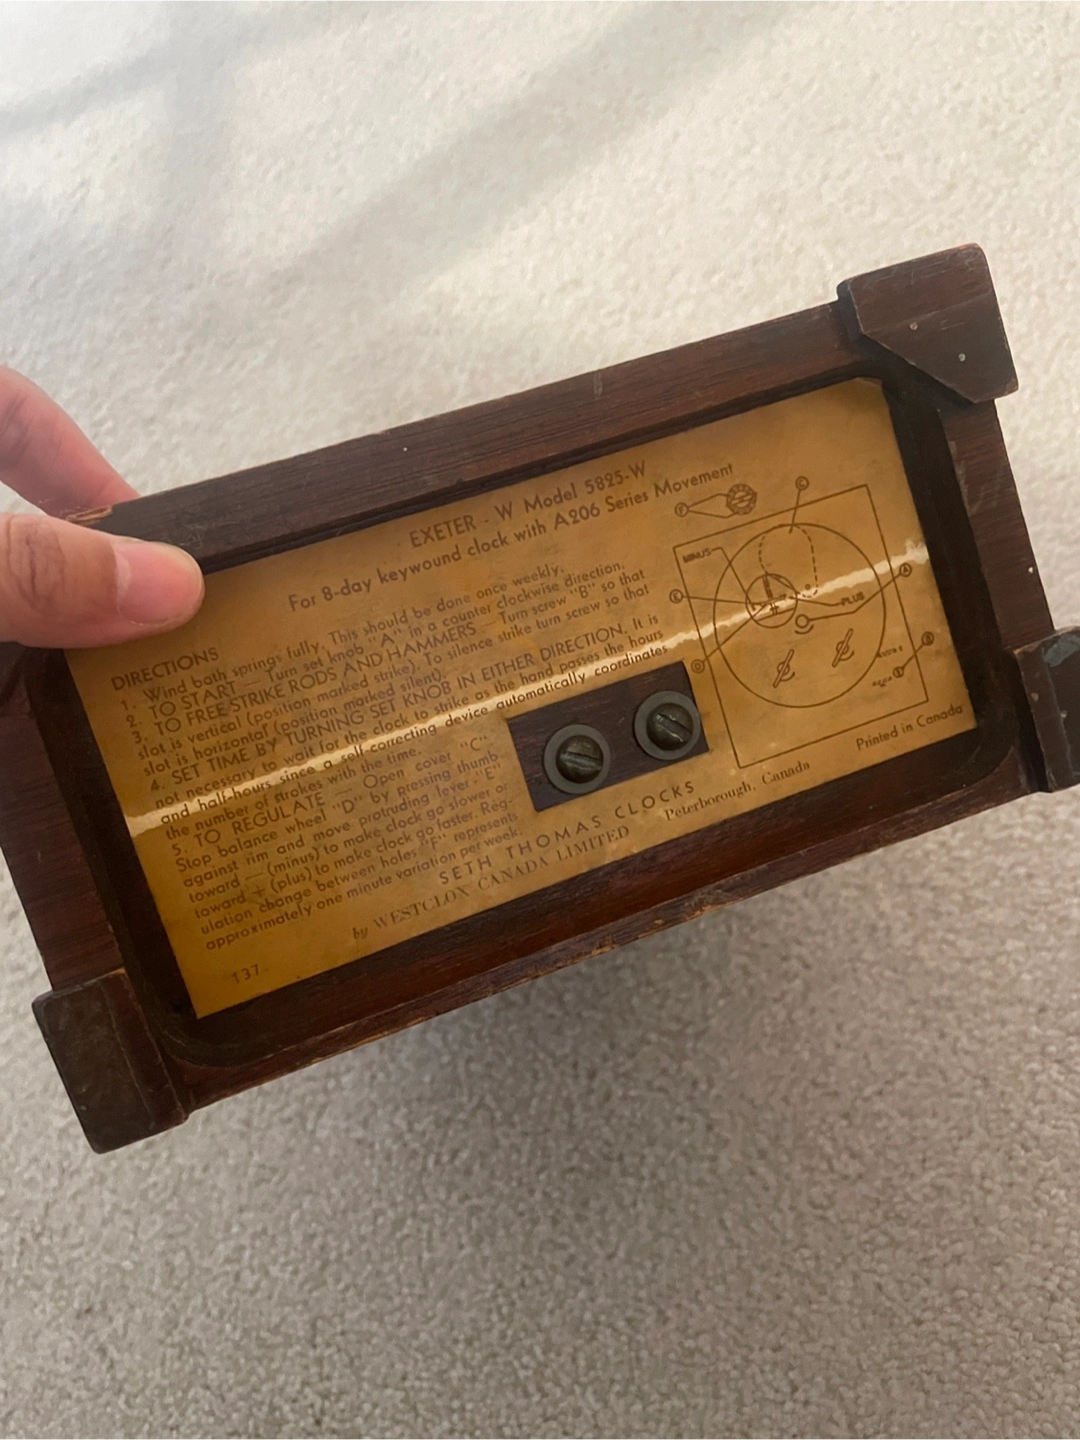 EXETER - W Model 5825-W
For 8-day keywound clock with A206 Series Movement
DIRECTIONS
1. Wind both springs fully. This should be done once weekly.
2. TO START — Turn set knob "A" in a counter clockwise direction.
3. TO FREE STRIKE RODS AND HAMMERS — Turn screw "B" so that
slot is vertical (position marked strike). To silence strike turn screw so that
slot is horizontal (position marked silent).
4. SET TIME BY TURNING SET KNOB IN EITHER DIRECTION. It is
not necessary to wait for the clock to strike as the hand passes the hours
and half-hours since a self-correcting device automatically coordinates
the number of strokes with the time.
5. TO REGULATE — Open cover "C".
Stop balance wheel "D" by pressing thumb
against rim and move protruding lever "E"
toward — (minus) to make clock go slower or
toward + (plus) to make clock go faster. Reg-
ulation change between holes "F" represents
approximately one minute variation per week.
SETH THOMAS CLOCKS
by WESTCLOX CANADA LIMITED Peterborough, Canada
137
F
C
MINUS
E
A
PLUS
D
B
Printed in Canada